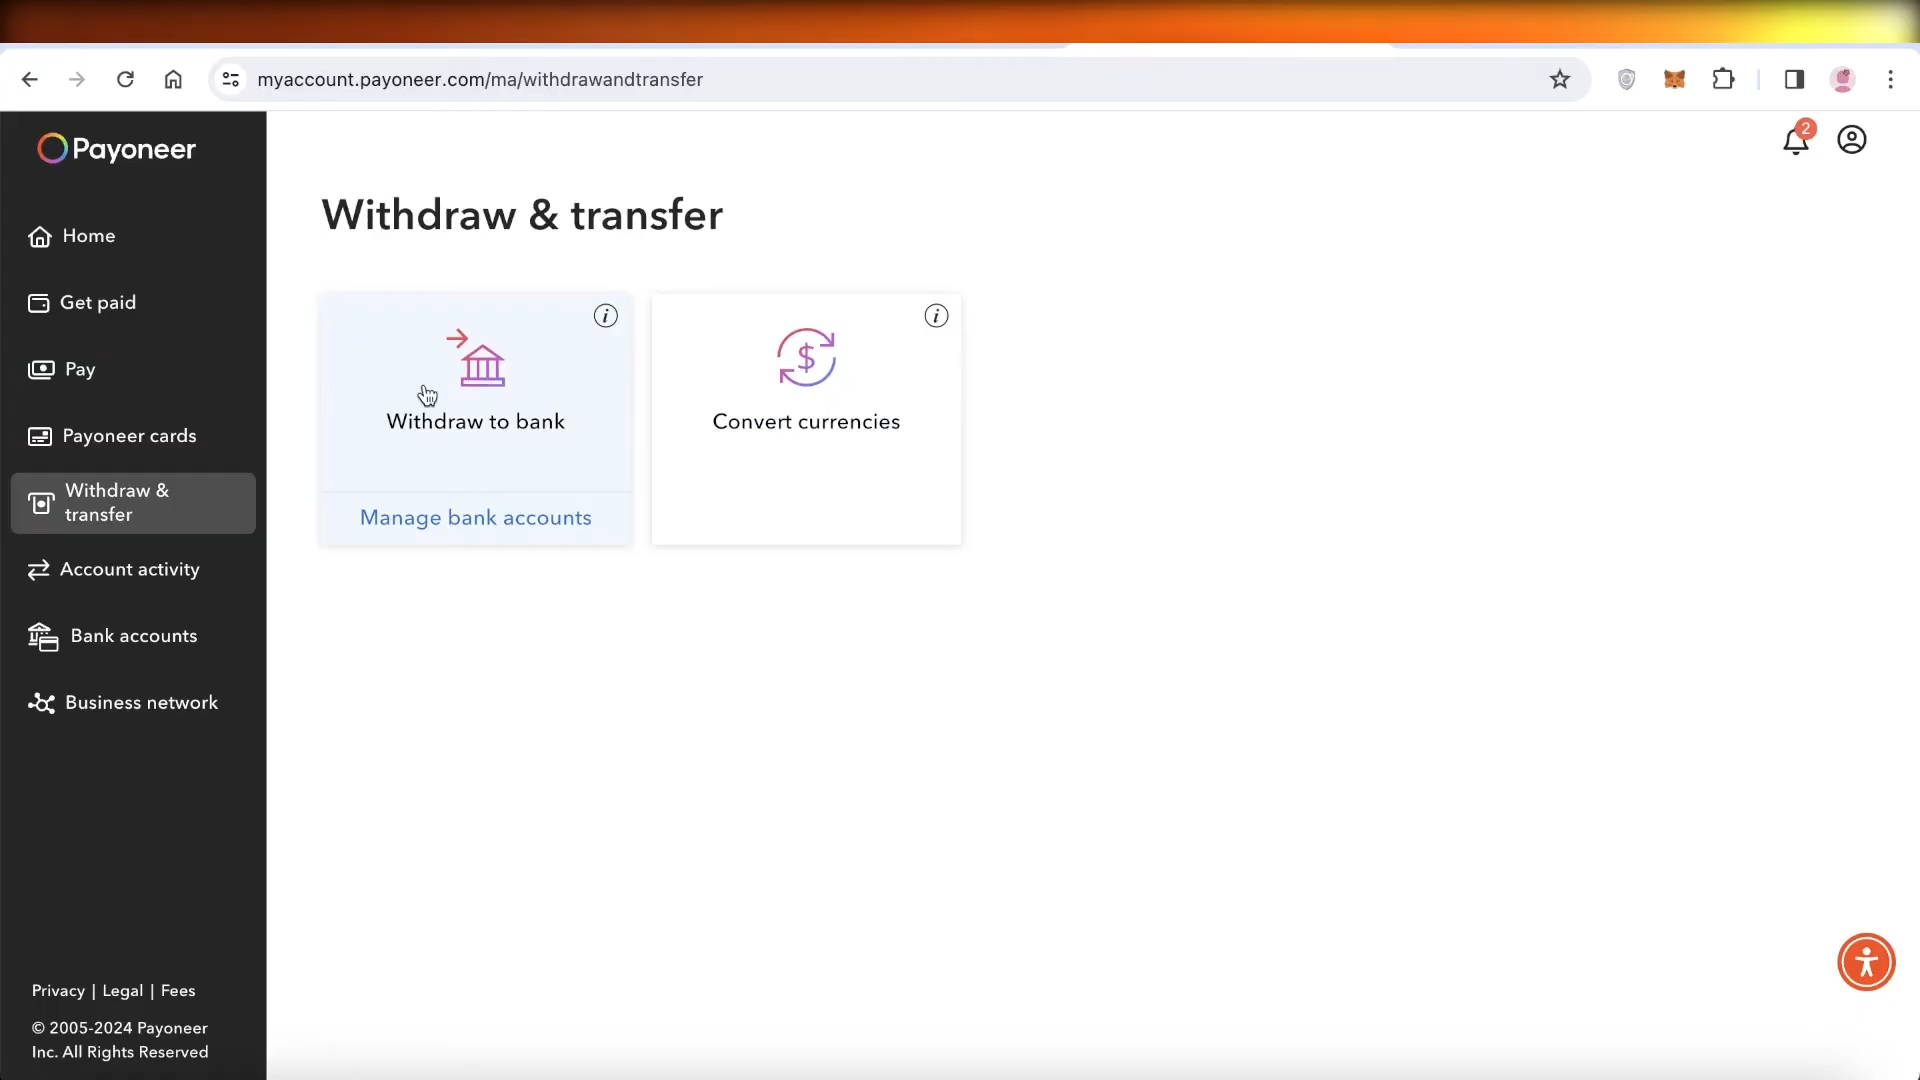 myaccount.payoneer.com/ma/withdrawandtransfer
Payoneer
2
Withdraw & transfer
Home
Get paid
Pay
Payoneer cards
Withdraw &
transfer
Account activity
Bank accounts
Business network
i
Withdraw to bank
Manage bank accounts
i
$
Convert currencies
Privacy | Legal | Fees
© 2005-2024 Payoneer
Inc. All Rights Reserved